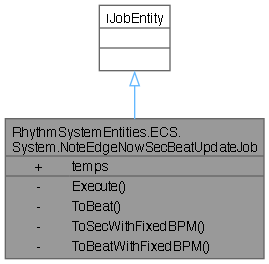 IJobEntity
RhythmSystemEntities.ECS.
System.NoteEdgeNowSecBeatUpdateJob
+ temps
- Execute()
- ToBeat()
- ToSecWithFixedBPM()
- ToBeatWithFixedBPM()